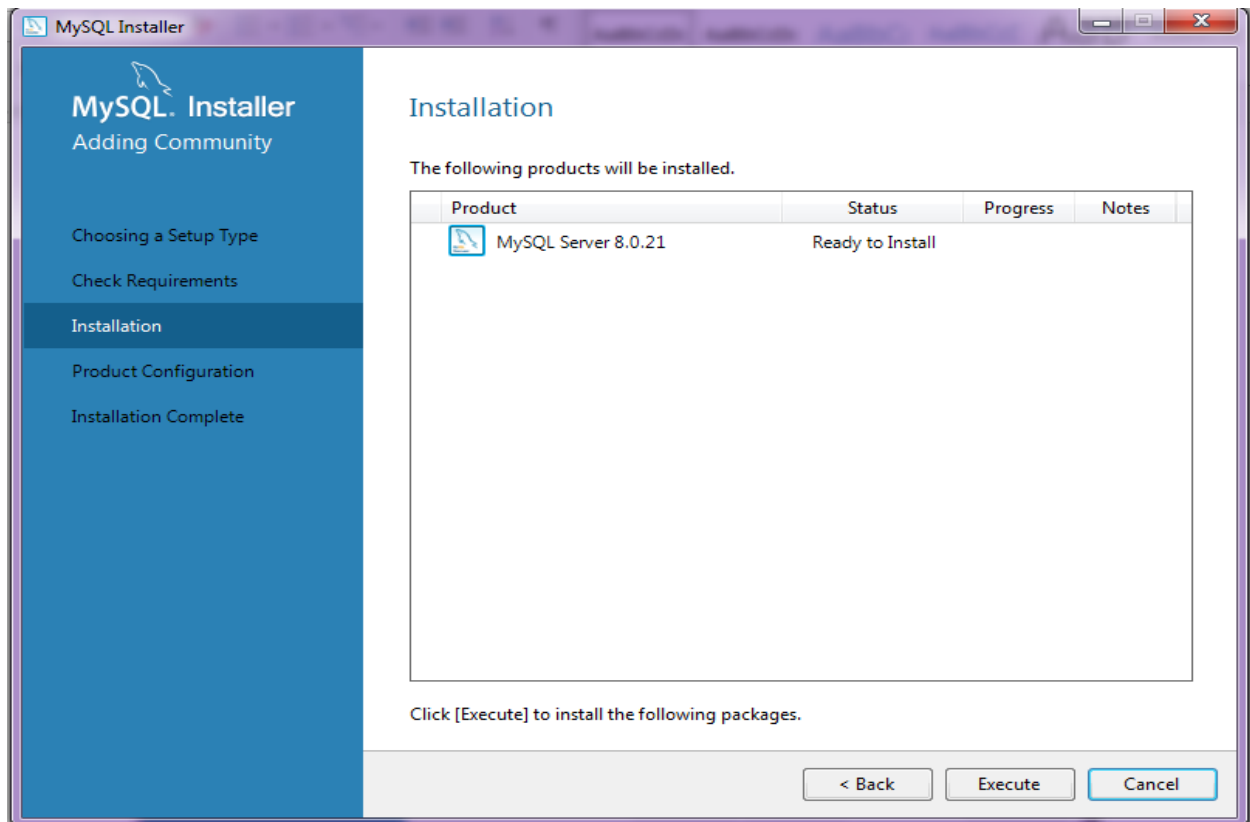 MySQL Installer
MySQL. Installer
Adding Community
Choosing a Setup Type
Check Requirements
Installation
Product Configuration
Installation Complete
Installation
The following products will be installed.
Product Status Progress Notes
MySQL Server 8.0.21 Ready to Install
Click [Execute] to install the following packages.
< Back Execute Cancel